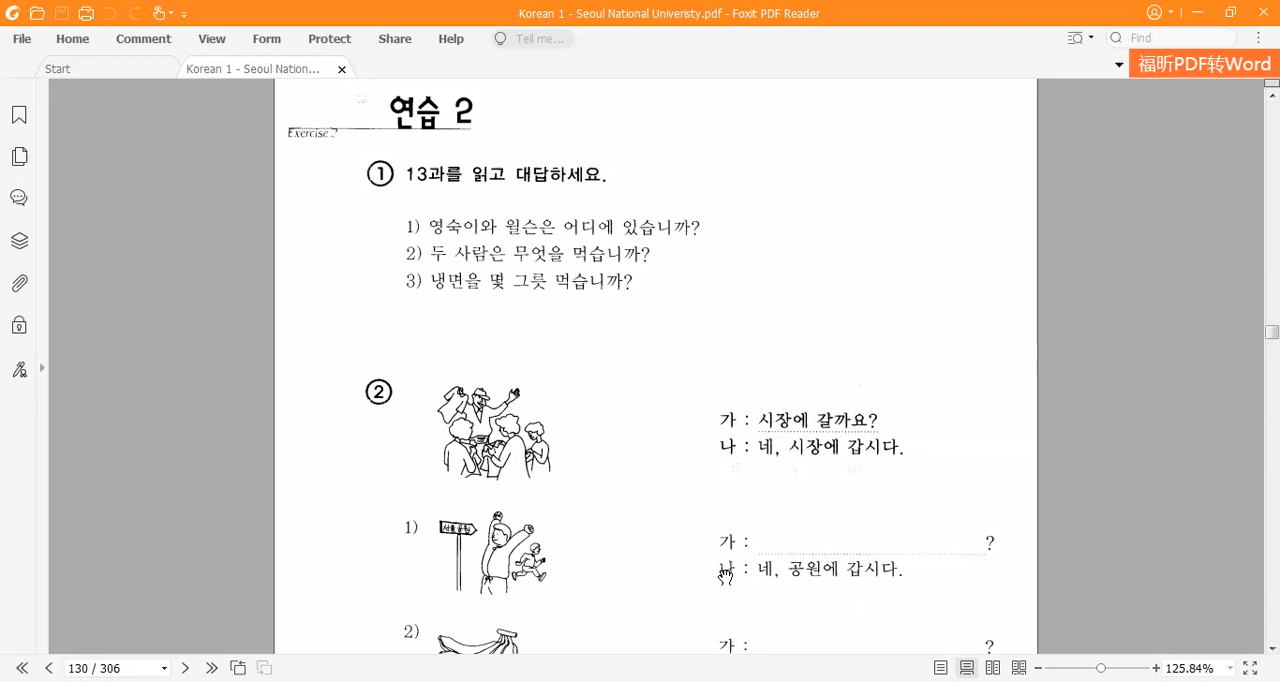 Korean 1 - Seoul National Univeristy.pdf - Foxit PDF Reader
File Home Comment View Form Protect Share Help Tell me... Find
Start Korean 1 - Seoul Nation... 福昕PDF转Word
연습 2
Exercise 2
① 13과를 읽고 대답하세요.
1) 영숙이와 윌슨은 어디에 있습니까?
2) 두 사람은 무엇을 먹습니까?
3) 냉면을 몇 그릇 먹습니까?
②
가 : 시장에 갈까요?
나 : 네, 시장에 갑시다.
1) 서울공원
가 : ?
나 : 네, 공원에 갑시다.
2)
가 : ?
130 / 306 125.84%